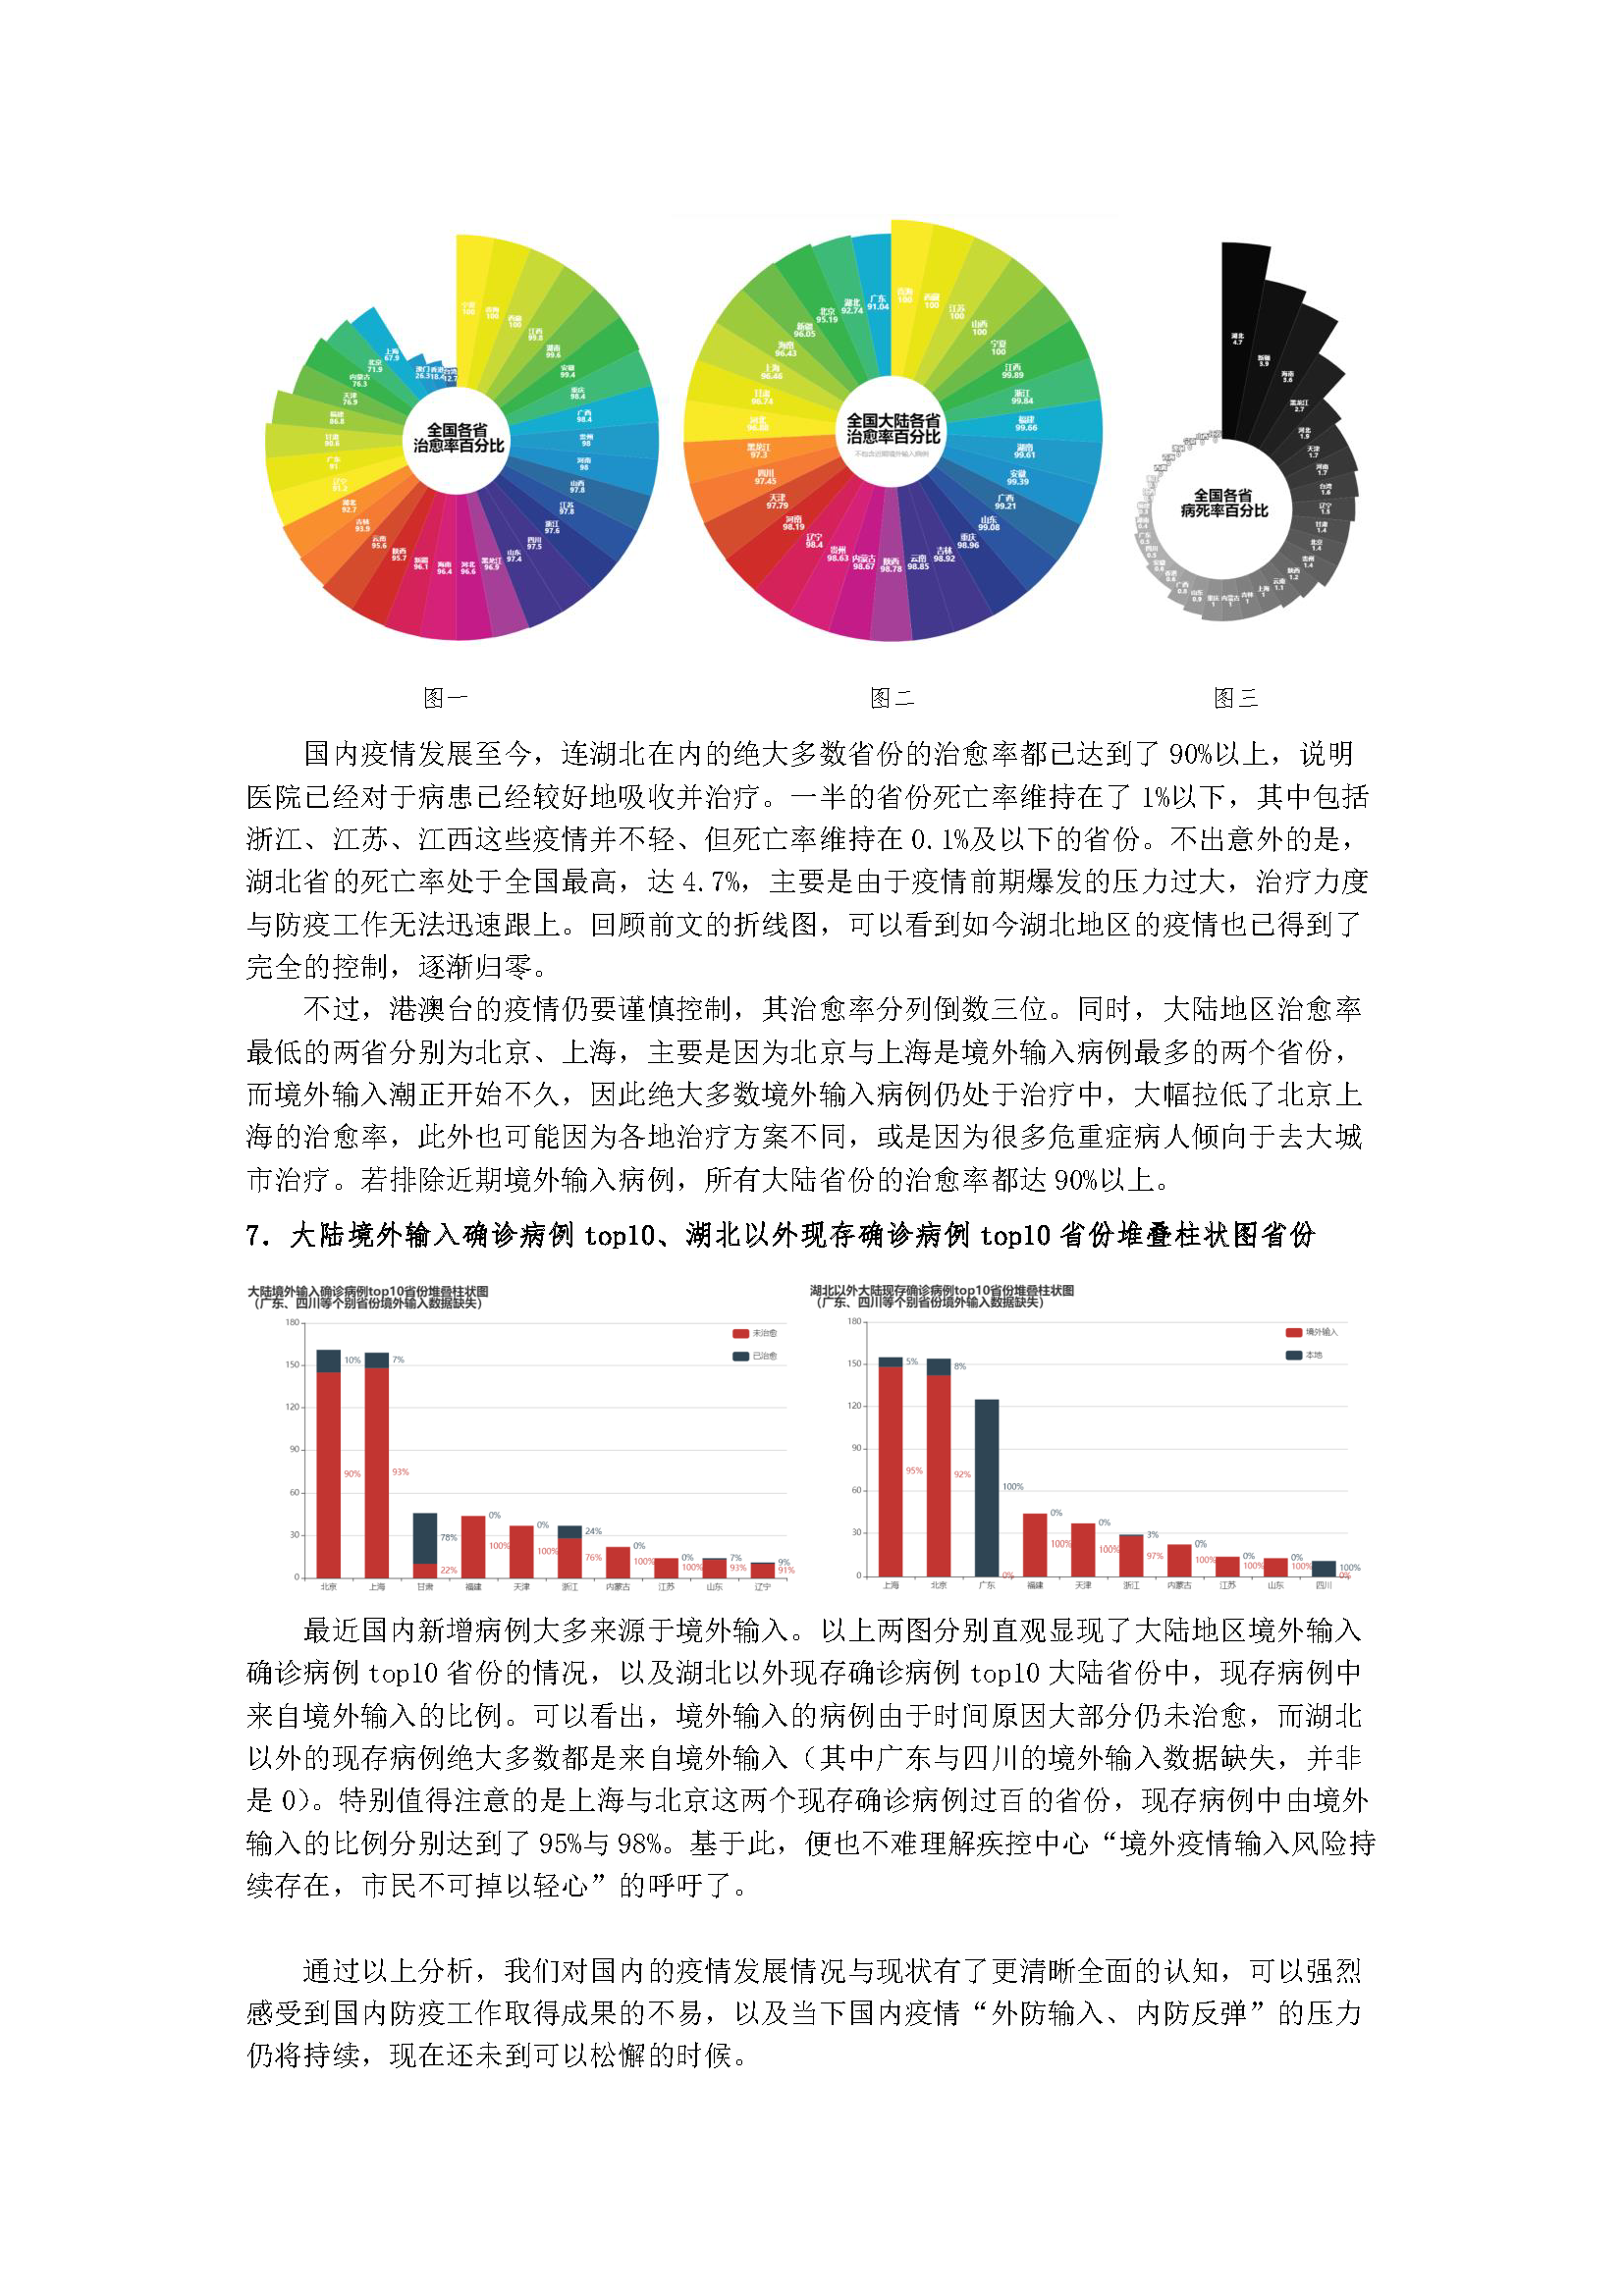 宁夏
100
青海
100
西藏
100
江西
99.8
湖南
99.6
安徽
99.4
重庆
98.4
广西
98.4
贵州
98
河南
98
山西
97.8
江苏
97.8
浙江
97.6
四川
97.5
山东
97.4
黑龙江
96.9
河北
96.6
海南
96.4
新疆
96.1
陕西
95.7
云南
95.6
吉林
93.9
湖北
92.7
辽宁
91.2
广东
91
甘肃
90.6
福建
86.8
天津
76.9
内蒙古
76.3
北京
71.9
上海
67.9
澳门
26.3
香港
18.4
台湾
12.7
全国各省
治愈率百分比
青海
100
西藏
100
江苏
100
山西
100
宁夏
100
江西
99.89
浙江
99.84
福建
99.66
湖南
99.61
安徽
99.39
广西
99.21
山东
99.08
重庆
98.96
吉林
98.92
云南
98.85
陕西
98.78
内蒙古
98.67
贵州
98.63
辽宁
98.4
河南
98.19
天津
97.79
四川
97.45
黑龙江
97.3
河北
96.88
甘肃
96.74
上海
96.46
海南
96.43
新疆
96.05
北京
95.19
湖北
92.74
广东
91.04
全国大陆各省
治愈率百分比
不包含近期境外输入病例
湖北
4.7
新疆
3.9
海南
3.6
黑龙江
2.7
河北
1.9
天津
1.7
河南
1.7
台湾
1.6
辽宁
1.5
甘肃
1.4
北京
1.4
贵州
1.4
陕西
1.2
云南
1.1
上海
1
吉林
1
内蒙古
1
重庆
1
山东
0.9
广西
0.8
香港
0.6
安徽
0.6
四川
0.5
广东
0.5
湖南
0.4
全国各省
病死率百分比
图一
图二
图三
国内疫情发展至今，连湖北在内的绝大多数省份的治愈率都已达到了 90%以上，说明
医院已经对于病患已经较好地吸收并治疗。一半的省份死亡率维持在了 1%以下，其中包括
浙江、江苏、江西这些疫情并不轻、但死亡率维持在 0.1%及以下的省份。不出意外的是，
湖北省的死亡率处于全国最高，达 4.7%，主要是由于疫情前期爆发的压力过大，治疗力度
与防疫工作无法迅速跟上。回顾前文的折线图，可以看到如今湖北地区的疫情也已得到了
完全的控制，逐渐归零。
不过，港澳台的疫情仍要谨慎控制，其治愈率分列倒数三位。同时，大陆地区治愈率
最低的两省分别为北京、上海，主要是因为北京与上海是境外输入病例最多的两个省份，
而境外输入潮正开始不久，因此绝大多数境外输入病例仍处于治疗中，大幅拉低了北京上
海的治愈率，此外也可能因为各地治疗方案不同，或是因为很多危重症病人倾向于去大城
市治疗。若排除近期境外输入病例，所有大陆省份的治愈率都达 90%以上。
7. 大陆境外输入确诊病例 top10、湖北以外现存确诊病例 top10 省份堆叠柱状图省份
大陆境外输入确诊病例top10省份堆叠柱状图
（广东、四川等个别省份境外输入数据缺失）
未治愈
已治愈
180
150
120
90
60
30
0
10%
90%
7%
93%
78%
22%
0%
100%
0%
100%
24%
76%
0%
100%
0%
100%
7%
93%
9%
91%
北京
上海
甘肃
福建
天津
浙江
内蒙古
江苏
山东
辽宁
湖北以外大陆现存确诊病例top10省份堆叠柱状图
（广东、四川等个别省份境外输入数据缺失）
境外输入
本地
180
150
120
90
60
30
0
5%
95%
8%
92%
100%
0%
0%
100%
0%
100%
3%
97%
0%
100%
0%
100%
0%
100%
100%
0%
上海
北京
广东
福建
天津
浙江
内蒙古
江苏
山东
四川
最近国内新增病例大多来源于境外输入。以上两图分别直观显现了大陆地区境外输入
确诊病例 top10 省份的情况，以及湖北以外现存确诊病例 top10 大陆省份中，现存病例中
来自境外输入的比例。可以看出，境外输入的病例由于时间原因大部分仍未治愈，而湖北
以外的现存病例绝大多数都是来自境外输入（其中广东与四川的境外输入数据缺失，并非
是 0）。特别值得注意的是上海与北京这两个现存确诊病例过百的省份，现存病例中由境外
输入的比例分别达到了 95%与 98%。基于此，便也不难理解疾控中心“境外疫情输入风险持
续存在，市民不可掉以轻心”的呼吁了。
通过以上分析，我们对国内的疫情发展情况与现状有了更清晰全面的认知，可以强烈
感受到国内防疫工作取得成果的不易，以及当下国内疫情“外防输入、内防反弹”的压力
仍将持续，现在还未到可以松懈的时候。